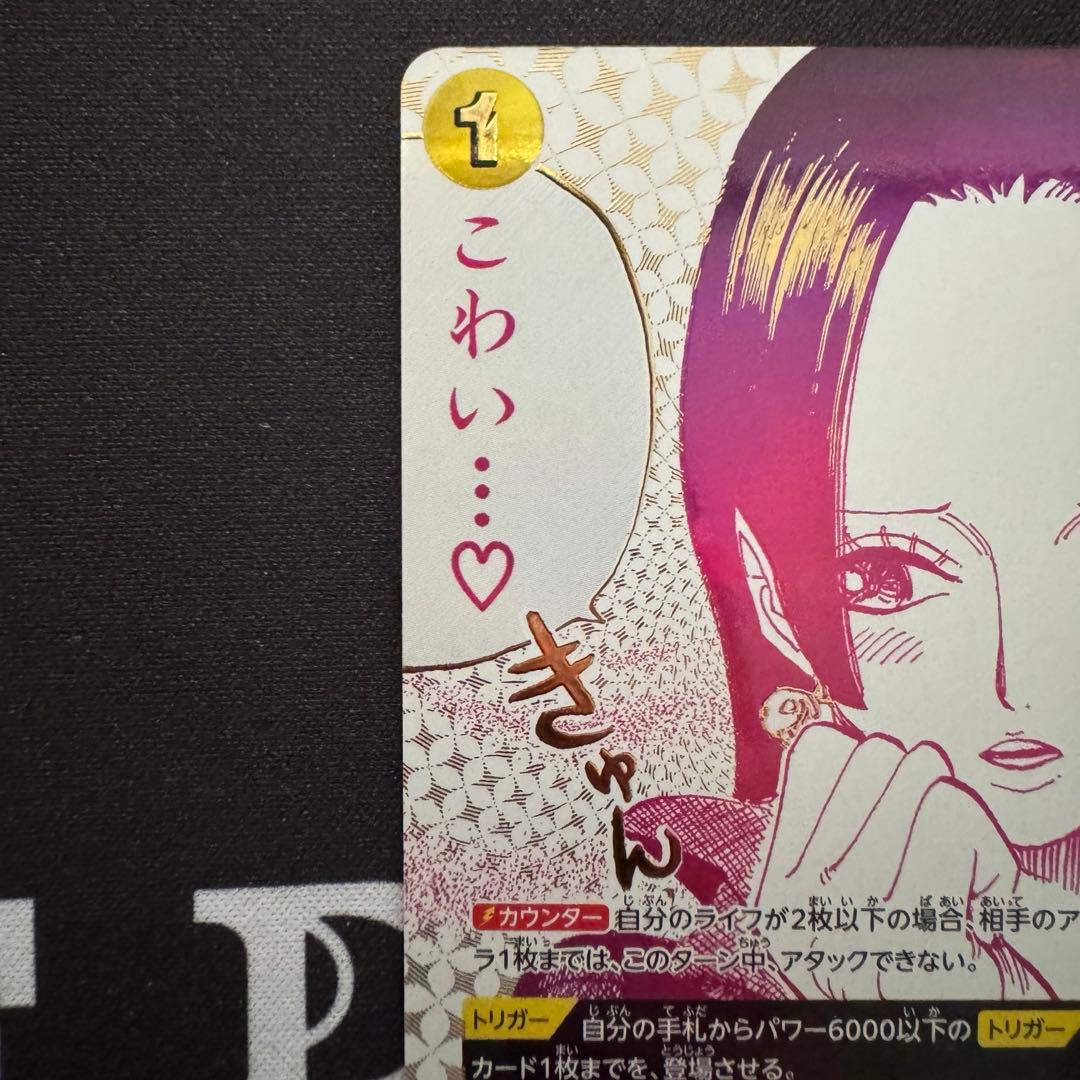 1
こわい…♡
きゅん
カウンター 自分のライフが2枚以下の場合、相手のア
ラ1枚までは、このターン中、アタックできない。
トリガー 自分の手札からパワー6000以下の トリガー
カード1枚までを、登場させる。